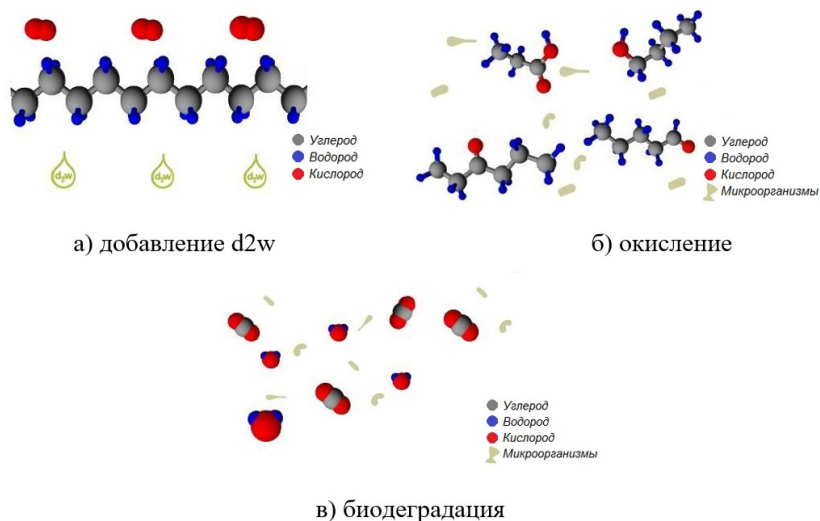 d2w
d2w
d2w
Углерод
Водород
Кислород
а) добавление d2w
Углерод
Водород
Кислород
Микроорганизмы
б) окисление
Углерод
Водород
Кислород
Микроорганизмы
в) биодеградация